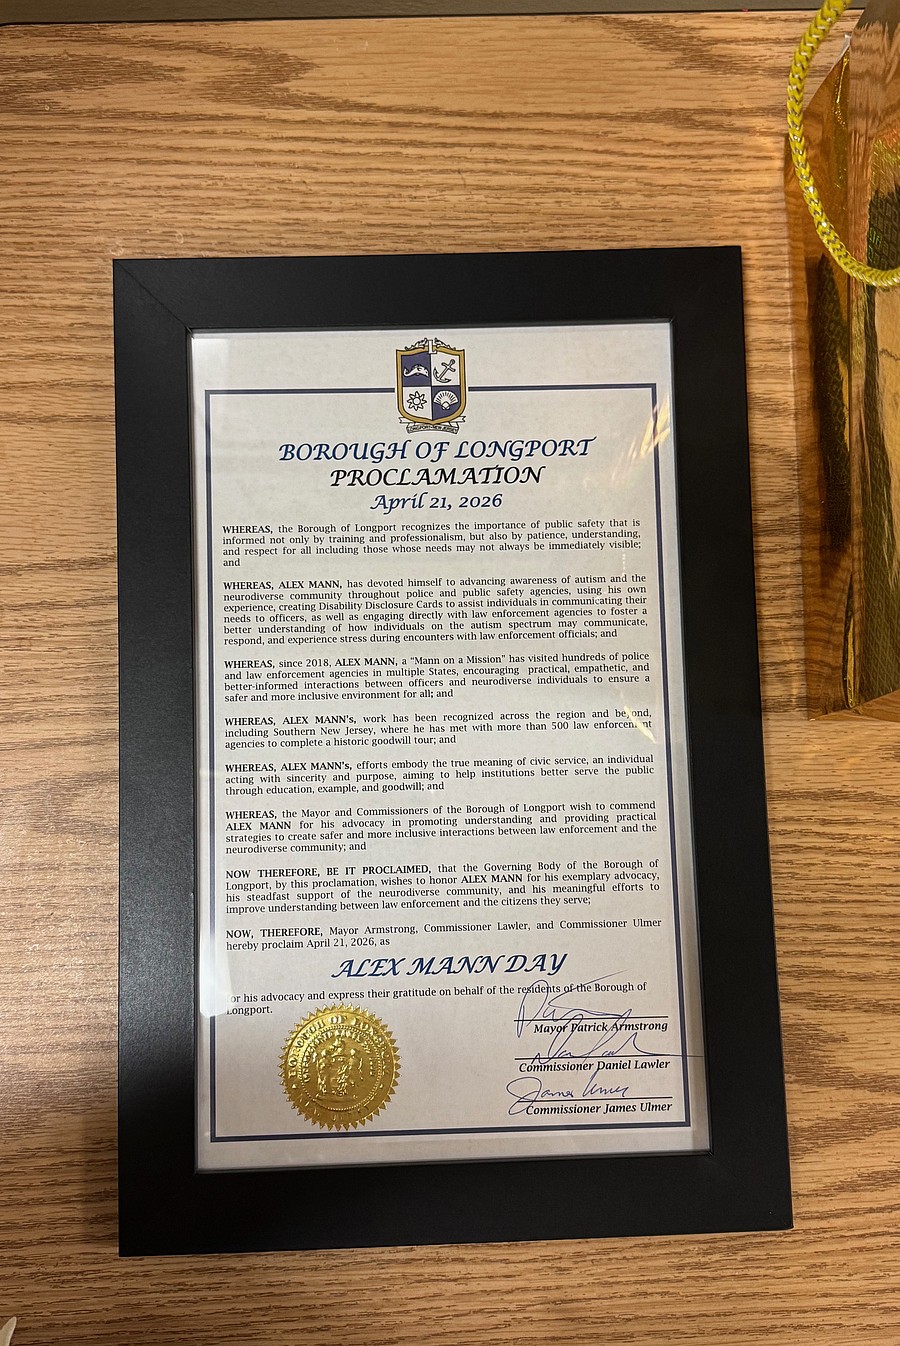 LONGPORT NEW JERSEY
BOROUGH OF LONGPORT
PROCLAMATION
April 21, 2026
WHEREAS, the Borough of Longport recognizes the importance of public safety that is
informed not only by training and professionalism, but also by patience, understanding,
and respect for all including those whose needs may not always be immediately visible;
and
WHEREAS, ALEX MANN, has devoted himself to advancing awareness of autism and the
neurodiverse community throughout police and public safety agencies, using his own
experience, creating Disability Disclosure Cards to assist individuals in communicating their
needs to officers, as well as engaging directly with law enforcement agencies to foster a
better understanding of how individuals on the autism spectrum may communicate,
respond, and experience stress during encounters with law enforcement officials; and
WHEREAS, since 2018, ALEX MANN, a “Mann on a Mission” has visited hundreds of police
and law enforcement agencies in multiple States, encouraging practical, empathetic, and
better-informed interactions between officers and neurodiverse individuals to ensure a
safer and more inclusive environment for all; and
WHEREAS, ALEX MANN’s, work has been recognized across the region and beyond,
including Southern New Jersey, where he has met with more than 500 law enforcement
agencies to complete a historic goodwill tour; and
WHEREAS, ALEX MANN’s, efforts embody the true meaning of civic service, an individual
acting with sincerity and purpose, aiming to help institutions better serve the public
through education, example, and goodwill; and
WHEREAS, the Mayor and Commissioners of the Borough of Longport wish to commend
ALEX MANN for his advocacy in promoting understanding and providing practical
strategies to create safer and more inclusive interactions between law enforcement and the
neurodiverse community; and
NOW THEREFORE, BE IT PROCLAIMED, that the Governing Body of the Borough of
Longport, by this proclamation, wishes to honor ALEX MANN for his exemplary advocacy,
his steadfast support of the neurodiverse community, and his meaningful efforts to
improve understanding between law enforcement and the citizens they serve;
NOW, THEREFORE, Mayor Armstrong, Commissioner Lawler, and Commissioner Ulmer
hereby proclaim April 21, 2026, as
ALEX MANN DAY
for his advocacy and express their gratitude on behalf of the residents of the Borough of
Longport.
Mayor Patrick Armstrong
Commissioner Daniel Lawler
James Ulmer
Commissioner James Ulmer